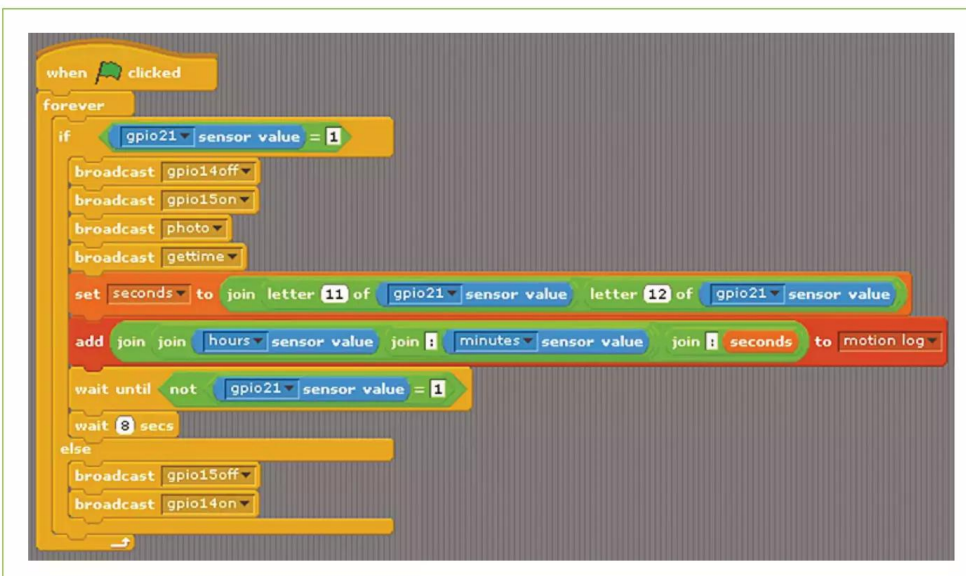 when clicked
forever
if gpio21 sensor value = 1
broadcast gpio14off
broadcast gpio15on
broadcast photo
broadcast gettime
set seconds to join letter 11 of gpio21 sensor value letter 12 of gpio21 sensor value
add join join hours sensor value join : minutes sensor value join : seconds to motion log
wait until not gpio21 sensor value = 1
wait 8 secs
else
broadcast gpio15off
broadcast gpio14on